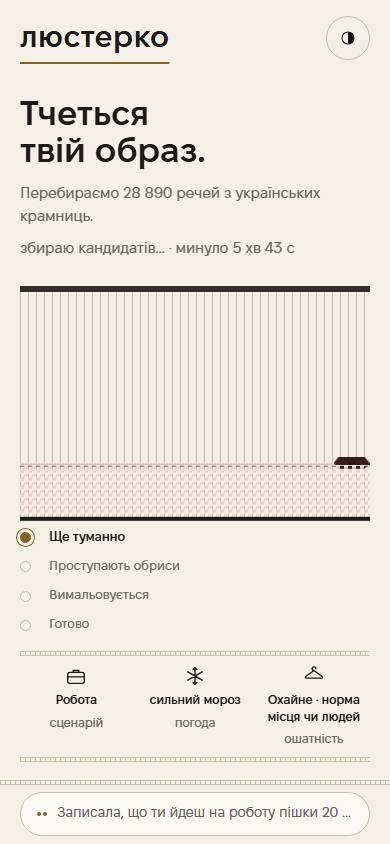 люстерко
Тчеться
твій образ.
Перебираємо 28 890 речей з українських
крамниць.
збираю кандидатів... · минуло 5 хв 43 с
Ще туманно
Проступають обриси
Вимальовується
Готово
Робота
сценарій
сильний мороз
погода
Охайне · норма
місця чи людей
ошатність
Записала, що ти йдеш на роботу пішки 20 ...